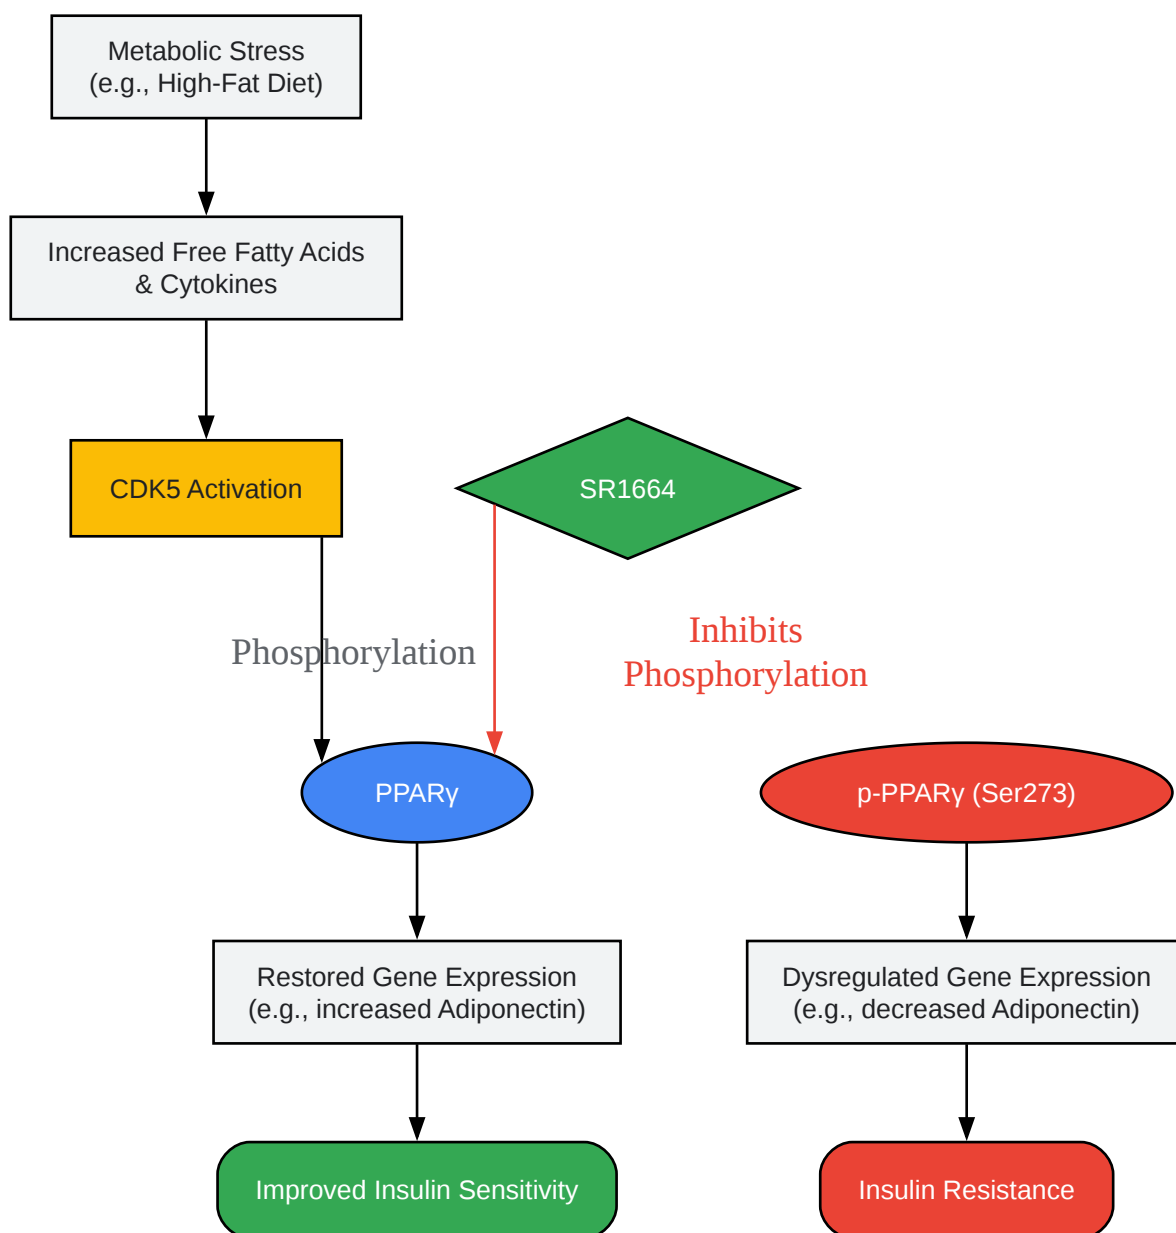 Metabolic Stress
(e.g., High-Fat Diet)
Increased Free Fatty Acids
& Cytokines
CDK5 Activation
SR1664
Phosphorylation
Inhibits
Phosphorylation
PPARγ
p-PPARγ (Ser273)
Restored Gene Expression
(e.g., increased Adiponectin)
Dysregulated Gene Expression
(e.g., decreased Adiponectin)
Improved Insulin Sensitivity
Insulin Resistance